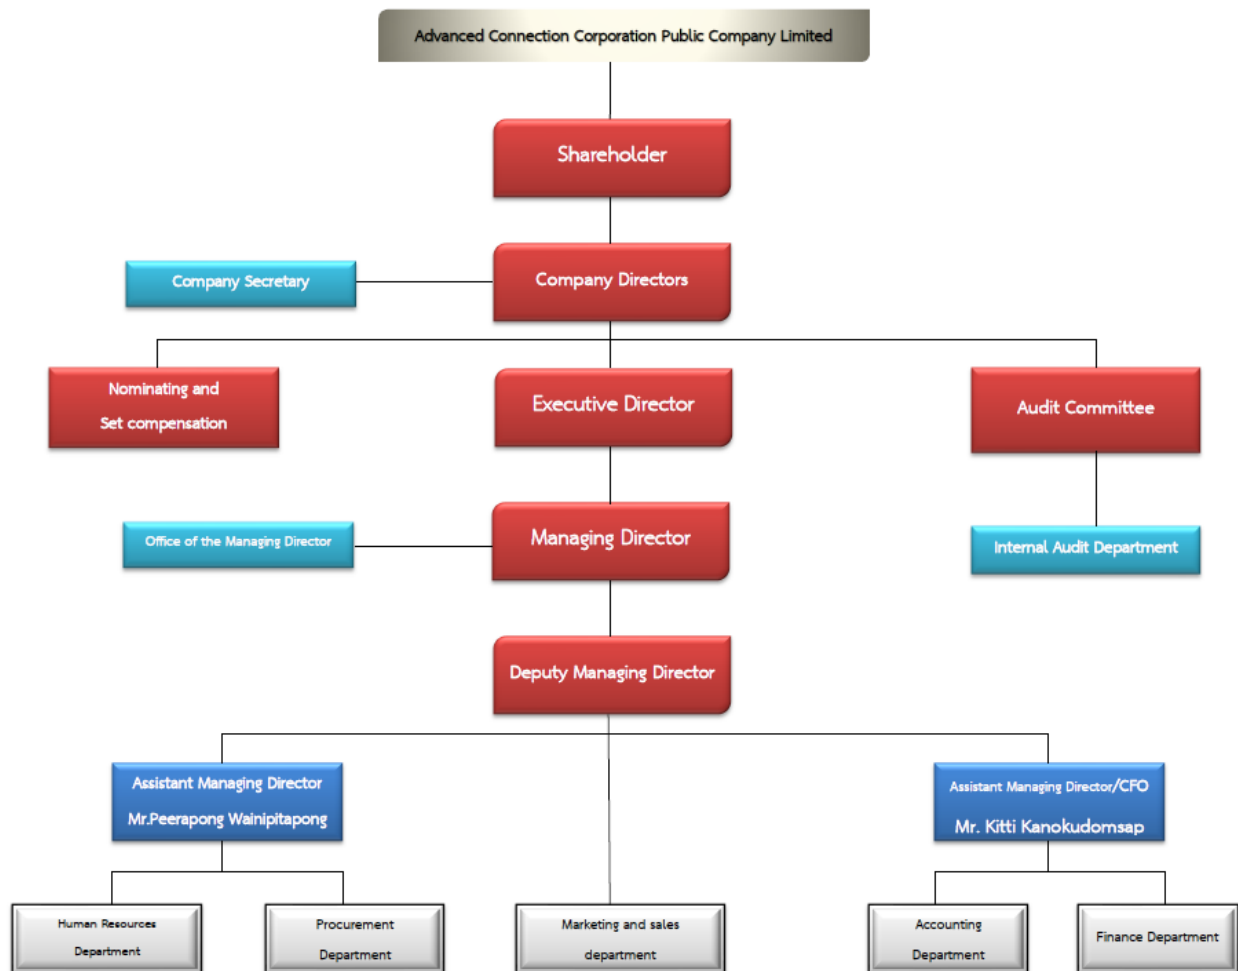 Advanced Connection Corporation Public Company Limited
Shareholder
Company Secretary
Company Directors
Nominating and
Set compensation
Executive Director
Audit Committee
Office of the Managing Director
Managing Director
Internal Audit Department
Deputy Managing Director
Assistant Managing Director
Mr.Peerapong Wainipitapong
Assistant Managing Director/CFO
Mr. Kitti Kanokudomsap
Human Resources
Department
Procurement
Department
Marketing and sales
department
Accounting
Department
Finance Department